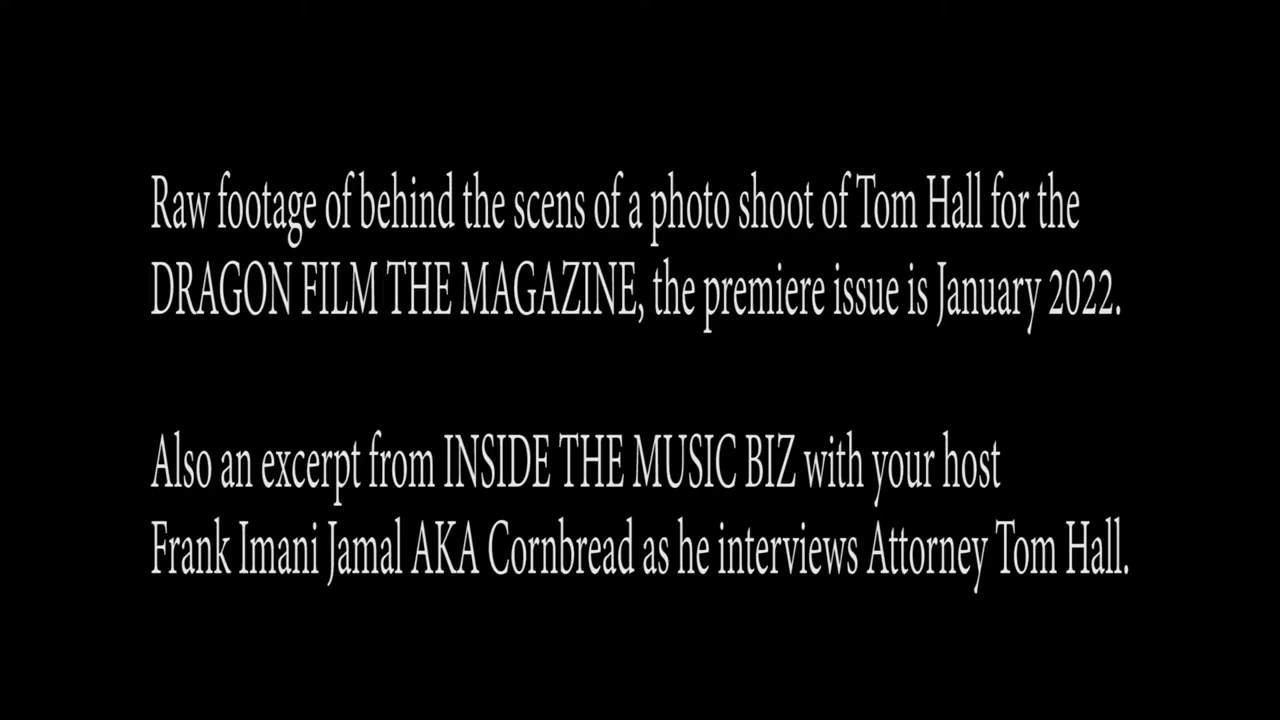 Raw footage of behind the scens of a photo shoot of Tom Hall for the
DRAGON FILM THE MAGAZINE, the premiere issue is January 2022.
Also an excerpt from INSIDE THE MUSIC BIZ with your host
Frank Imani Jamal AKA Cornbread as he interviews Attorney Tom Hall.